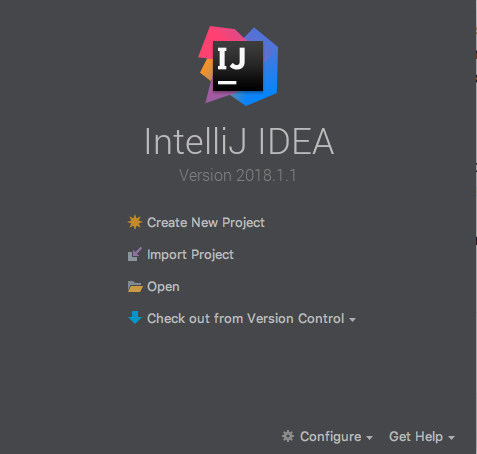 IJ
IntelliJ IDEA
Version 2018.1.1
Create New Project
Import Project
Open
Check out from Version Control
Configure Get Help